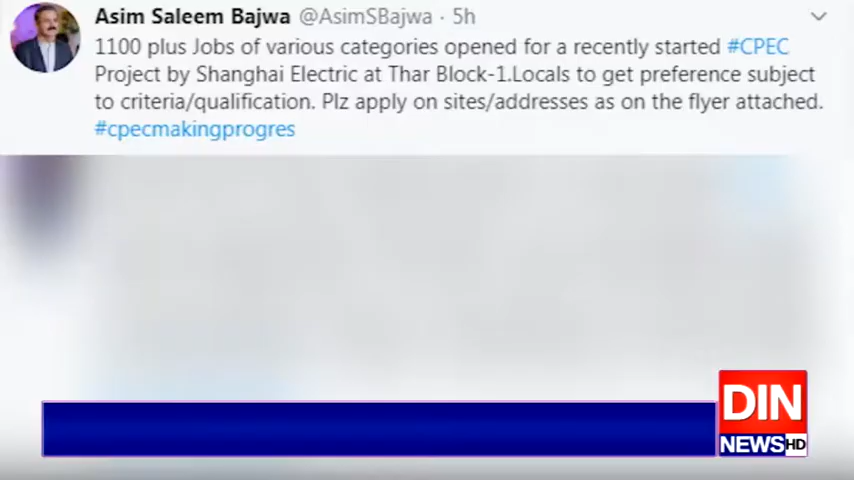 Asim Saleem Bajwa @AsimSBajwa · 5h
1100 plus Jobs of various categories opened for a recently started #CPEC
Project by Shanghai Electric at Thar Block-1.Locals to get preference subject
to criteria/qualification. Plz apply on sites/addresses as on the flyer attached.
#cpecmakingprogres
DIN
NEWS HD